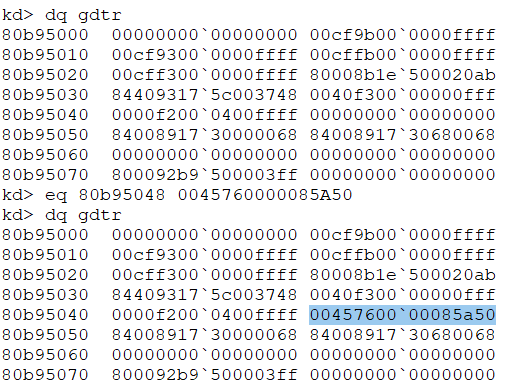 kd> dq gdtr
80b95000  00000000`00000000 00cf9b00`0000ffff
80b95010  00cf9300`0000ffff 00cffb00`0000ffff
80b95020  00cff300`0000ffff 80008b1e`500020ab
80b95030  84409317`5c003748 0040f300`00000fff
80b95040  0000f200`0400ffff 00000000`00000000
80b95050  84008917`30000068 84008917`30680068
80b95060  00000000`00000000 00000000`00000000
80b95070  800092b9`500003ff 00000000`00000000
kd> eq 80b95048 0045760000085A50
kd> dq gdtr
80b95000  00000000`00000000 00cf9b00`0000ffff
80b95010  00cf9300`0000ffff 00cffb00`0000ffff
80b95020  00cff300`0000ffff 80008b1e`500020ab
80b95030  84409317`5c003748 0040f300`00000fff
80b95040  0000f200`0400ffff 00457600`00085a50
80b95050  84008917`30000068 84008917`30680068
80b95060  00000000`00000000 00000000`00000000
80b95070  800092b9`500003ff 00000000`00000000